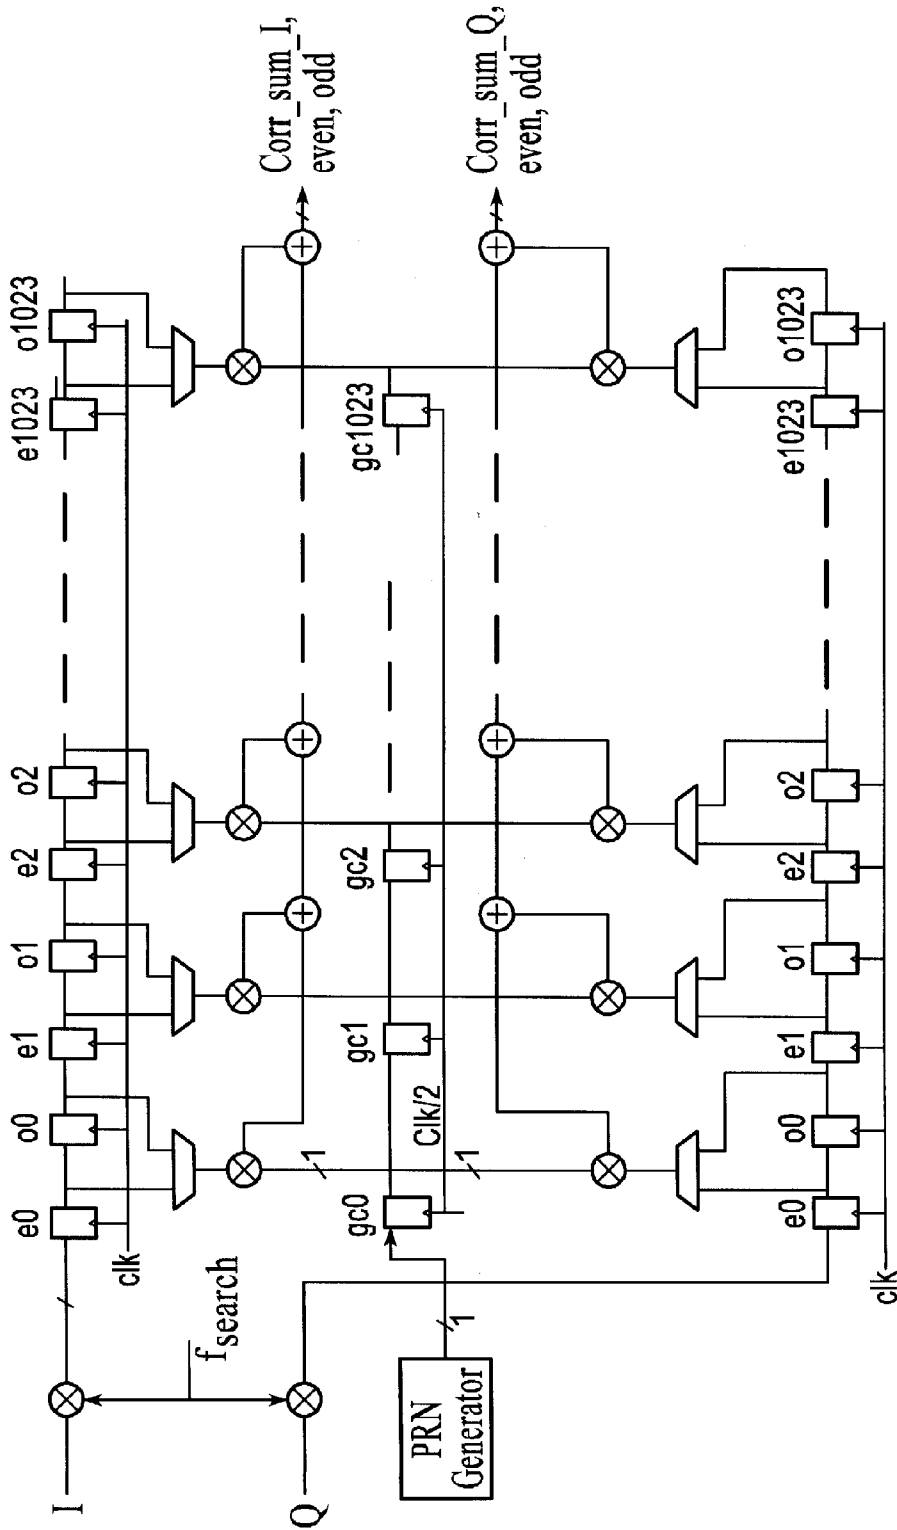 e0
o0
e1
o1
e2
o2
e1023
o1023
I
clk
f_search
Corr_sum_I,
even, odd
Q
PRN
Generator
1
1
1
gc0
gc1
gc2
gc1023
Clk/2
Corr_sum_Q,
even, odd
e0
o0
e1
o1
e2
o2
e1023
o1023
clk